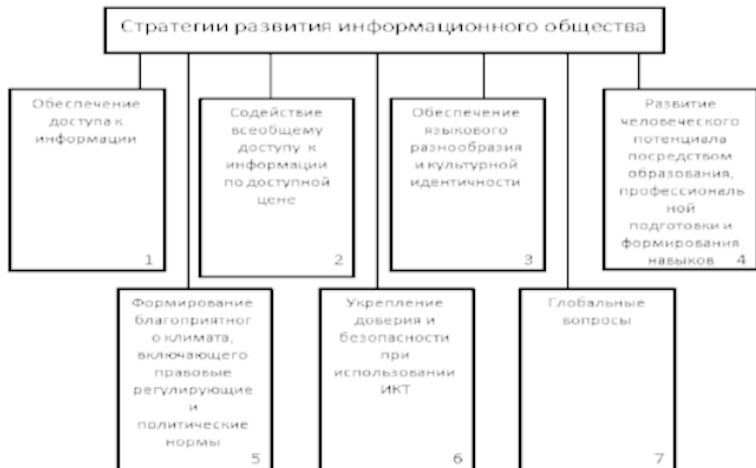 Стратегии развития информационного общества
Обеспечение
доступа к
информации
1
Содействие
всеобщему
доступу к
информации
по доступной
цене
2
Обеспечение
языкового
разнообразия
и культурной
идентичности
3
Развитие
человеческого
потенциала
посредством
образования,
профессиональ
ной
подготовки и
формирования
навыков
4
Формирование
благоприятног
о климата,
включающего
правовые
регулирующие
и
политические
нормы
5
Укрепление
доверия и
безопасности
при
использовании
ИКТ
6
Глобальные
вопросы
7